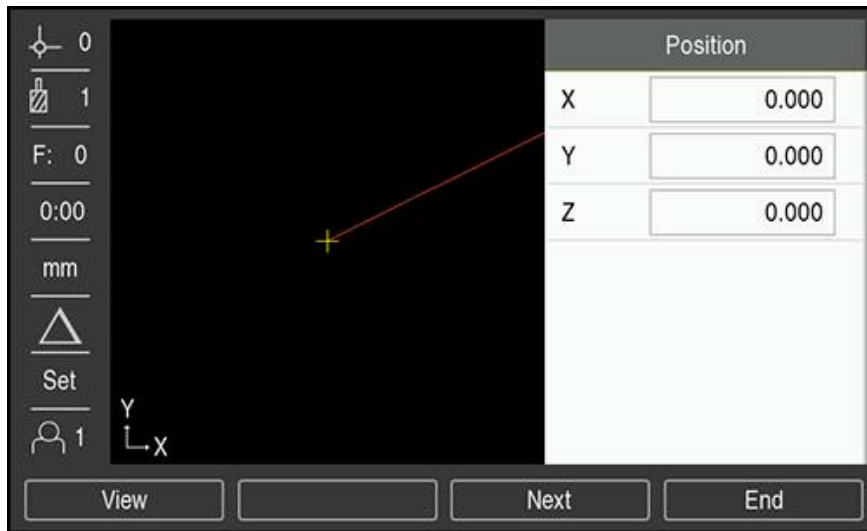 0
1
F: 0
0:00
mm
Set
1
Y
X
Position
X 0.000
Y 0.000
Z 0.000
View Next End